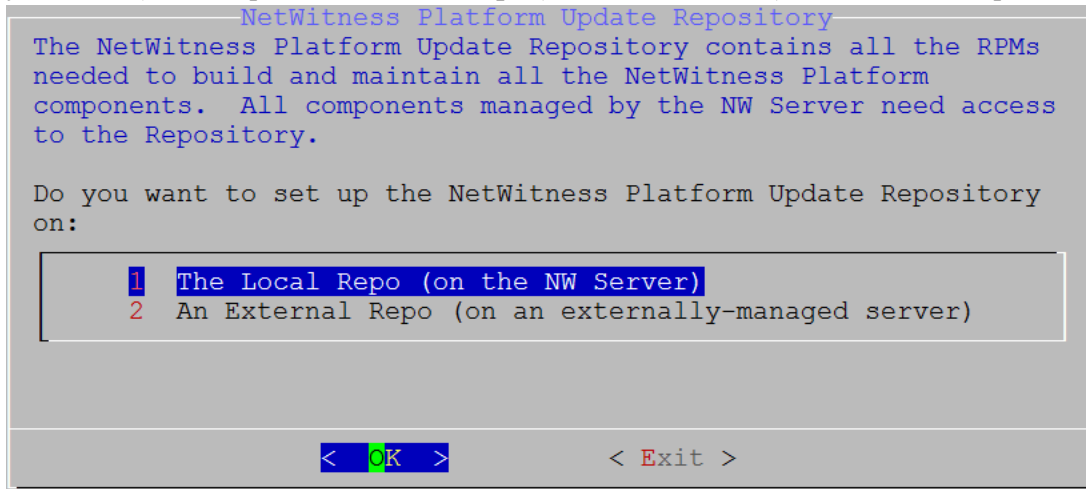 NetWitness Platform Update Repository
The NetWitness Platform Update Repository contains all the RPMs
needed to build and maintain all the NetWitness Platform
components.  All components managed by the NW Server need access
to the Repository.
Do you want to set up the NetWitness Platform Update Repository
on:
1  The Local Repo (on the NW Server)
2  An External Repo (on an externally-managed server)
<  OK  >  < Exit >